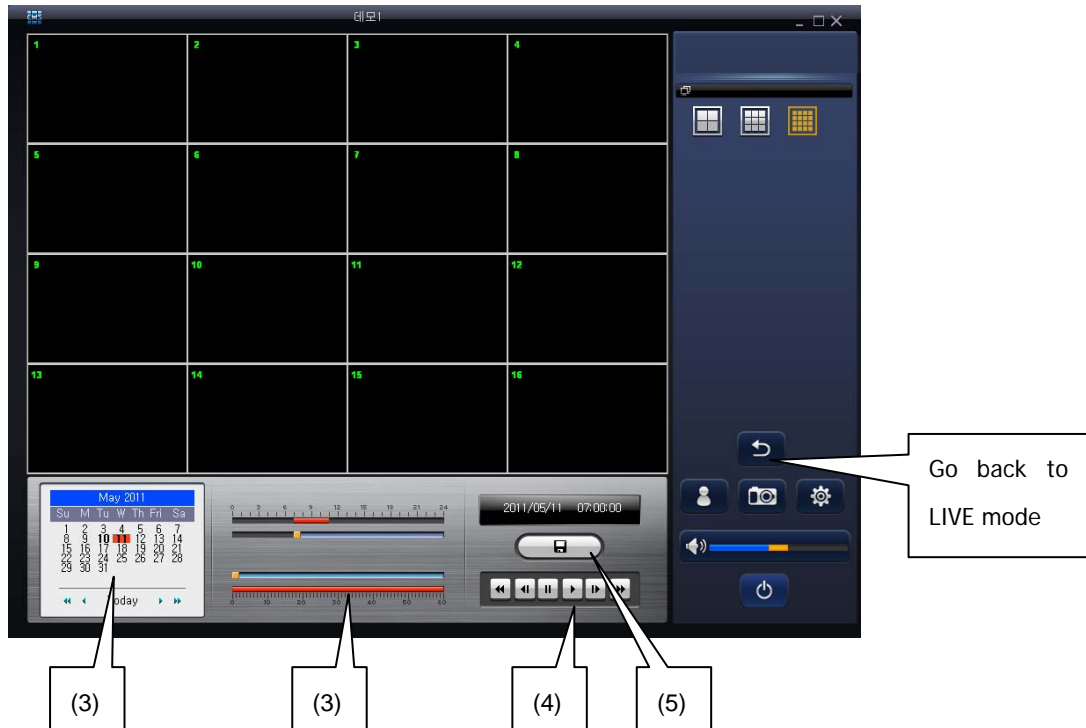 CMS
데모1
1 2 3 4
5 6 7 8
9 10 11 12
13 14 15 16
Go back to
LIVE mode
May 2011
Su M Tu W Th Fri Sa
1 2 3 4 5 6 7
8 9 10 11 12 13 14
15 16 17 18 19 20 21
22 23 24 25 26 27 28
29 30 31
Today
0 3 6 9 12 15 18 21 24
0 10 20 30 40 50 60
2011/05/11 07:00:00
(3) (3) (4) (5)